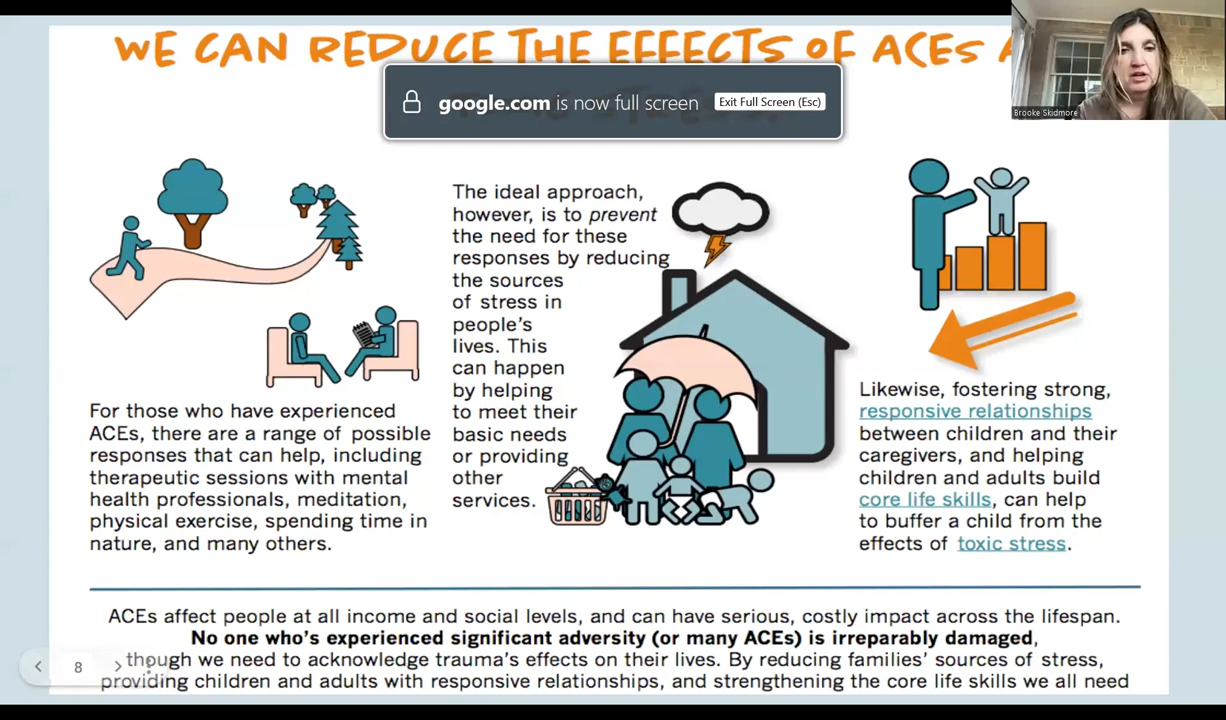 WE CAN REDUCE THE EFFECTS OF ACEs A
google.com is now full screen
Exit Full Screen (Esc)
Brooke Skidmore
The ideal approach,
however, is to prevent
the need for these
responses by reducing
the sources
of stress in
people's
lives. This
can happen
by helping
to meet their
basic needs
or providing
other
services.
For those who have experienced
ACEs, there are a range of possible
responses that can help, including
therapeutic sessions with mental
health professionals, meditation,
physical exercise, spending time in
nature, and many others.
Likewise, fostering strong,
responsive relationships
between children and their
caregivers, and helping
children and adults build
core life skills, can help
to buffer a child from the
effects of toxic stress.
ACEs affect people at all income and social levels, and can have serious, costly impact across the lifespan.
No one who's experienced significant adversity (or many ACEs) is irreparably damaged,
though we need to acknowledge trauma's effects on their lives. By reducing families' sources of stress,
providing children and adults with responsive relationships, and strengthening the core life skills we all need
8